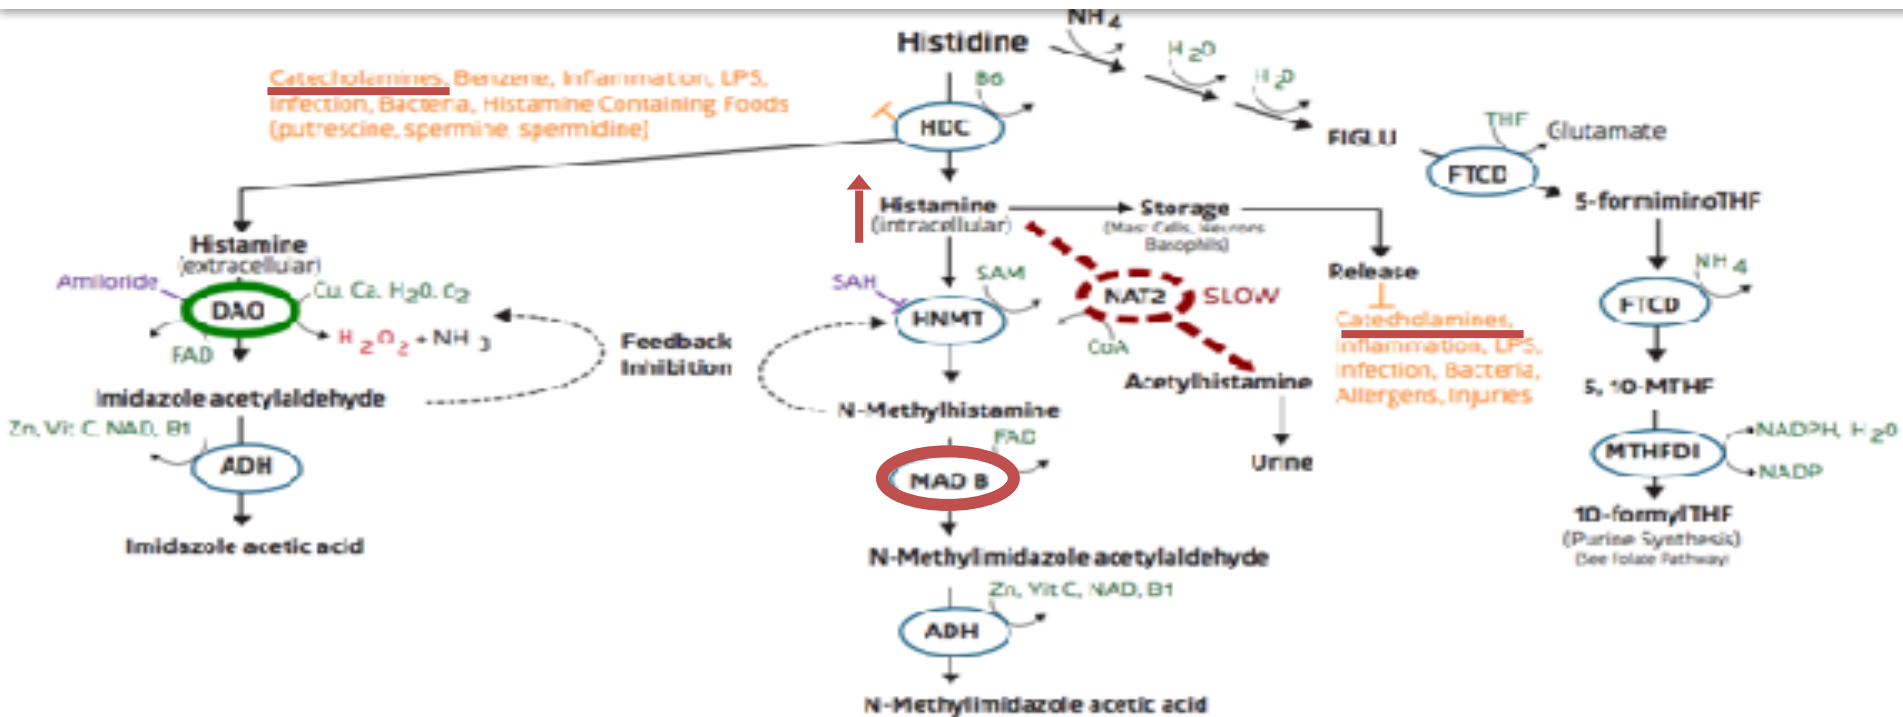 NH4
Histidine
H2O
H2O
B6
Catecholamines, Benzene, Inflammation, LPS,
Infection, Bacteria, Histamine Containing Foods
(putrescine, spermine, spermidine)
HDC
FIGLU
THF
Glutamate
FTCD
5-formiminoTHF
Histamine
(intracellular)
Storage
(Mast Cells, Neurons
Basophils)
Histamine
(extracellular)
Release
NH4
Amiloride
Cu, Ca, H2O, O2
DAO
H2O2 + NH3
FAD
SAH
SAM
HNMT
NAT2
SLOW
CoA
FTCD
Feedback
Inhibition
Catecholamines,
Inflammation, LPS,
Infection, Bacteria,
Allergens, Injuries
Acetylhistamine
5, 10-MTHF
Imidazole acetylaldehyde
N-Methylhistamine
Zn, Vit C, NAD, B1
FAD
NADPH, H2O
MTHFDI
NADP
ADH
MAO B
Urine
10-formylTHF
(Purine Synthesis)
(See Folate Pathway)
Imidazole acetic acid
N-Methylimidazole acetylaldehyde
Zn, Vit C, NAD, B1
ADH
N-Methylimidazole acetic acid